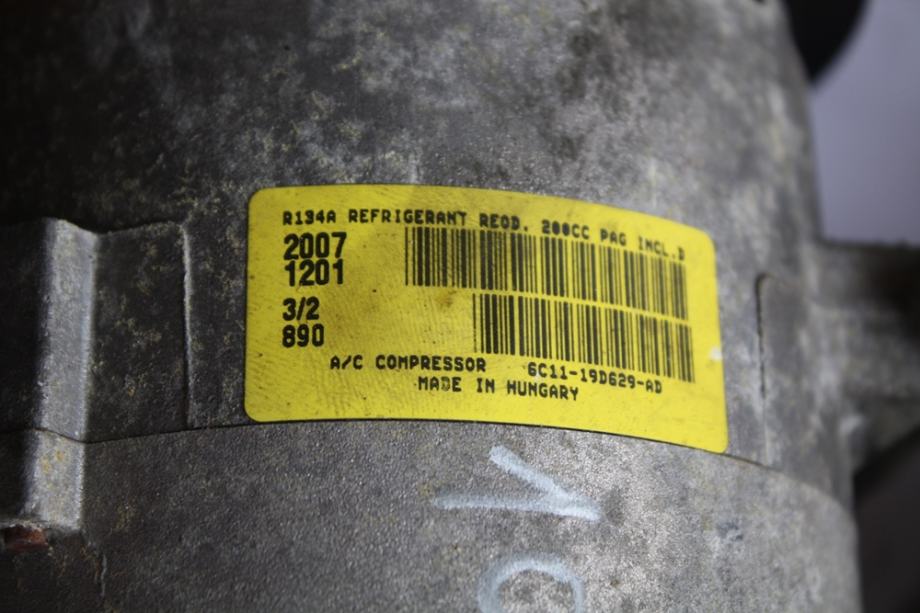 R134A REFRIGERANT REQD. 200CC PAG INCL.D
2007
1201
3/2
890
A/C COMPRESSOR 6C11-19D629-AD
MADE IN HUNGARY